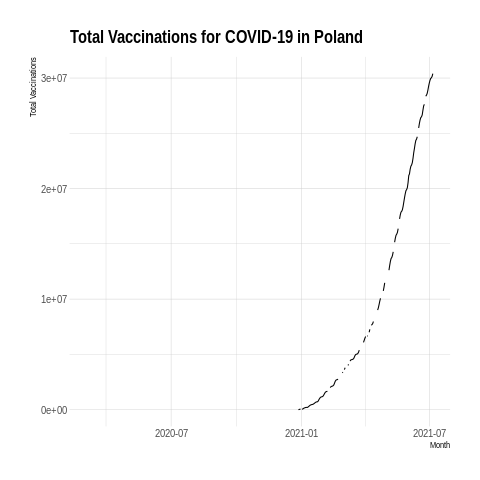 Total Vaccinations for COVID-19 in Poland
Total Vaccinations
3e+07
2e+07
1e+07
0e+00
2020-07 2021-01 2021-07
Month